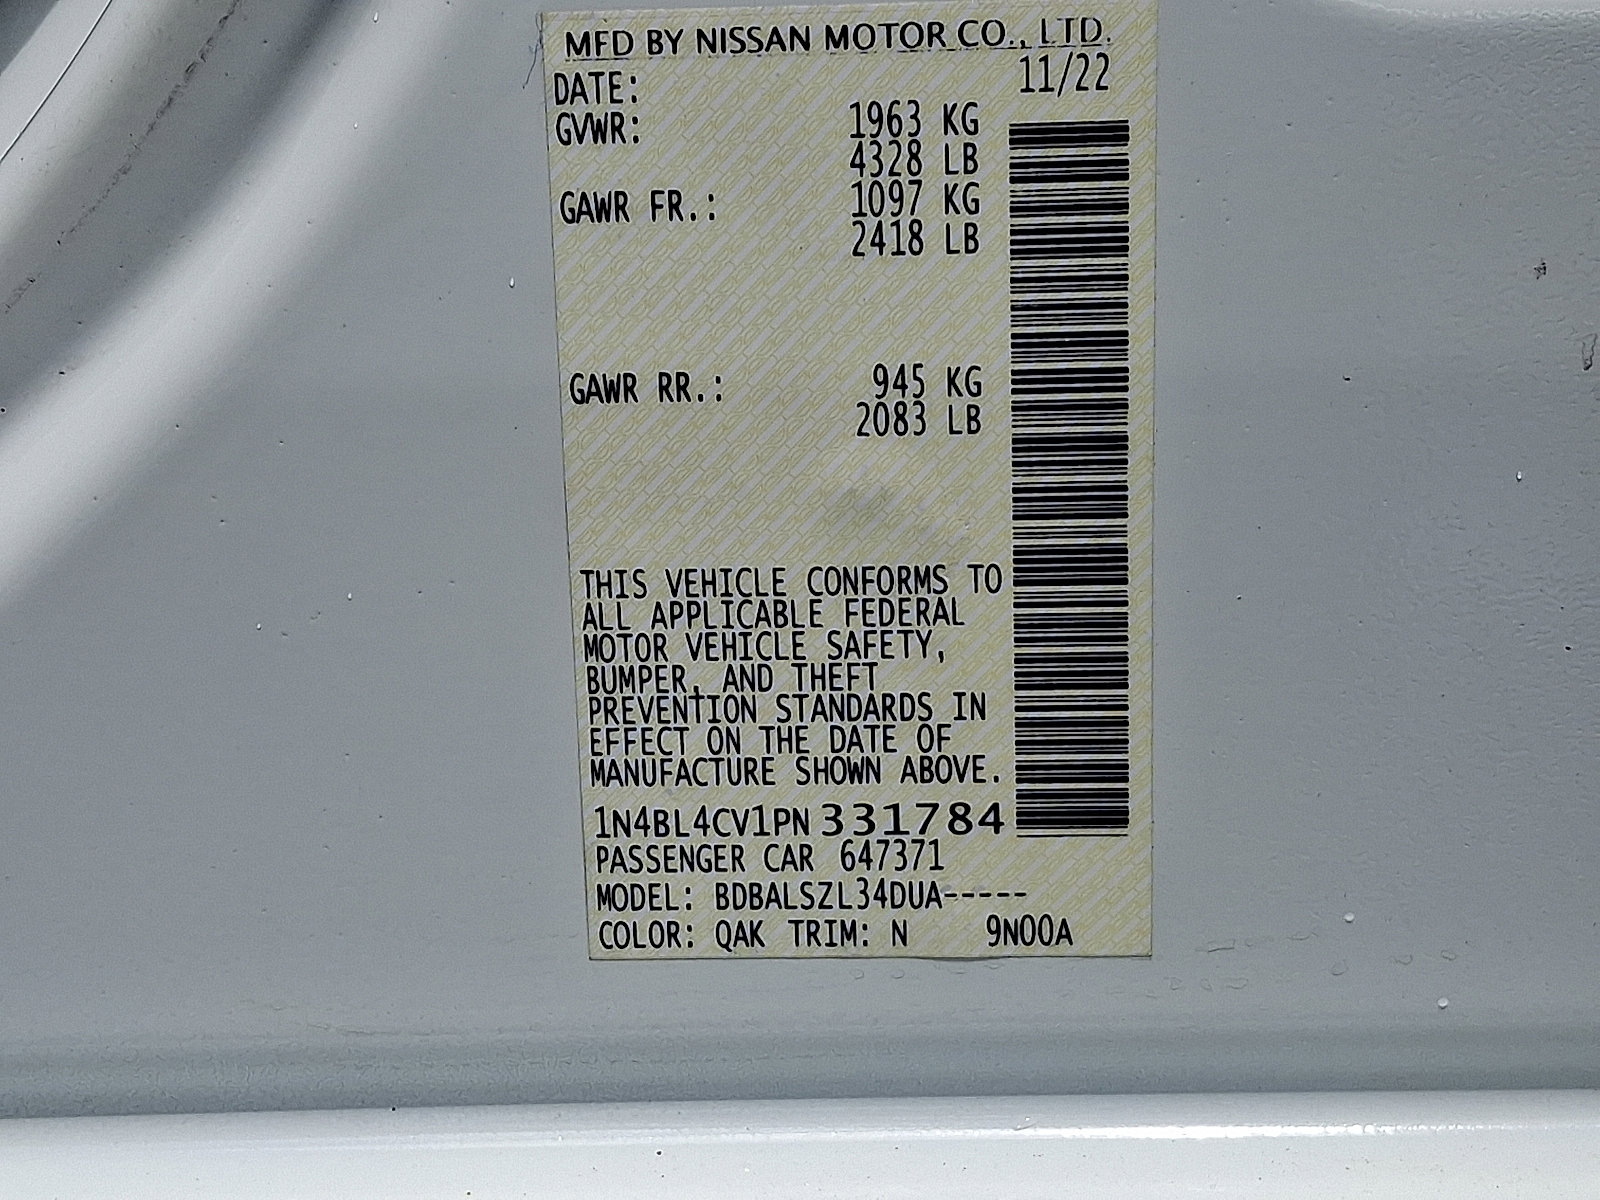 MFD BY NISSAN MOTOR CO., LTD.
DATE: 11/22
GVWR: 1963 KG
4328 LB
GAWR FR.: 1097 KG
2418 LB
GAWR RR.: 945 KG
2083 LB
THIS VEHICLE CONFORMS TO
ALL APPLICABLE FEDERAL
MOTOR VEHICLE SAFETY,
BUMPER, AND THEFT
PREVENTION STANDARDS IN
EFFECT ON THE DATE OF
MANUFACTURE SHOWN ABOVE.
1N4BL4CV1PN331784
PASSENGER CAR 647371
MODEL: BDBALSZL34DUA-----
COLOR: QAK TRIM: N 9N00A